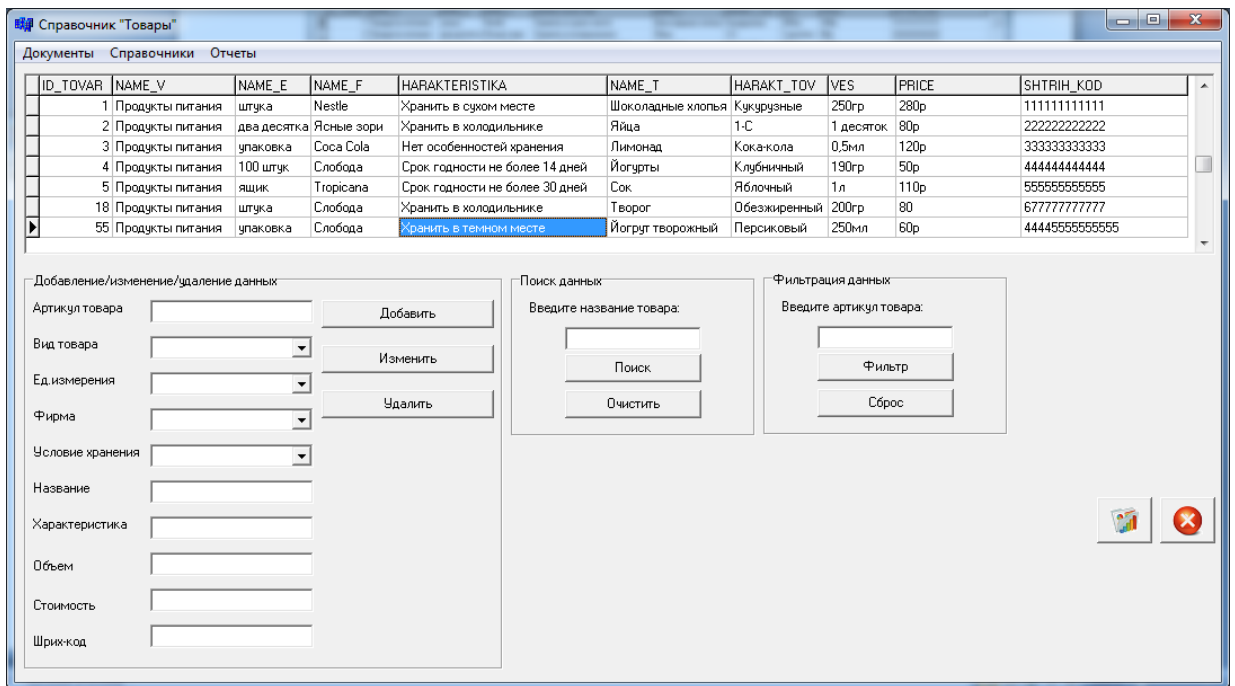 Справочник "Товары"
Документы Справочники Отчеты
ID_TOVAR NAME_V NAME_E NAME_F HARAKTERISTIKA NAME_T HARAKT_TOV VES PRICE SHTRIH_KOD
1 Продукты питания штука Nestle Хранить в сухом месте Шоколадные хлопья Кукурузные 250гр 280р 111111111111
2 Продукты питания два десятка Ясные зори Хранить в холодильнике Яйца 1-С 1 десяток 80р 222222222222
3 Продукты питания упаковка Coca Cola Нет особенностей хранения Лимонад Кока-кола 0,5мл 120р 333333333333
4 Продукты питания 100 штук Слобода Срок годности не более 14 дней Йогурты Клубничный 190гр 50р 444444444444
5 Продукты питания ящик Tropicana Срок годности не более 30 дней Сок Яблочный 1л 110р 555555555555
18 Продукты питания штука Слобода Хранить в холодильнике Творог Обезжиренный 200гр 80 677777777777
55 Продукты питания упаковка Слобода Хранить в темном месте Йогрут творожный Персиковый 250мл 60р 44445555555555
Добавление/изменение/удаление данных Поиск данных Фильтрация данных
Артикул товара Добавить Введите название товара: Введите артикул товара:
Вид товара Изменить Поиск Фильтр
Ед.измерения Удалить Очистить Сброс
Фирма
Условие хранения
Название
Характеристика
Объем
Стоимость
Шрих-код